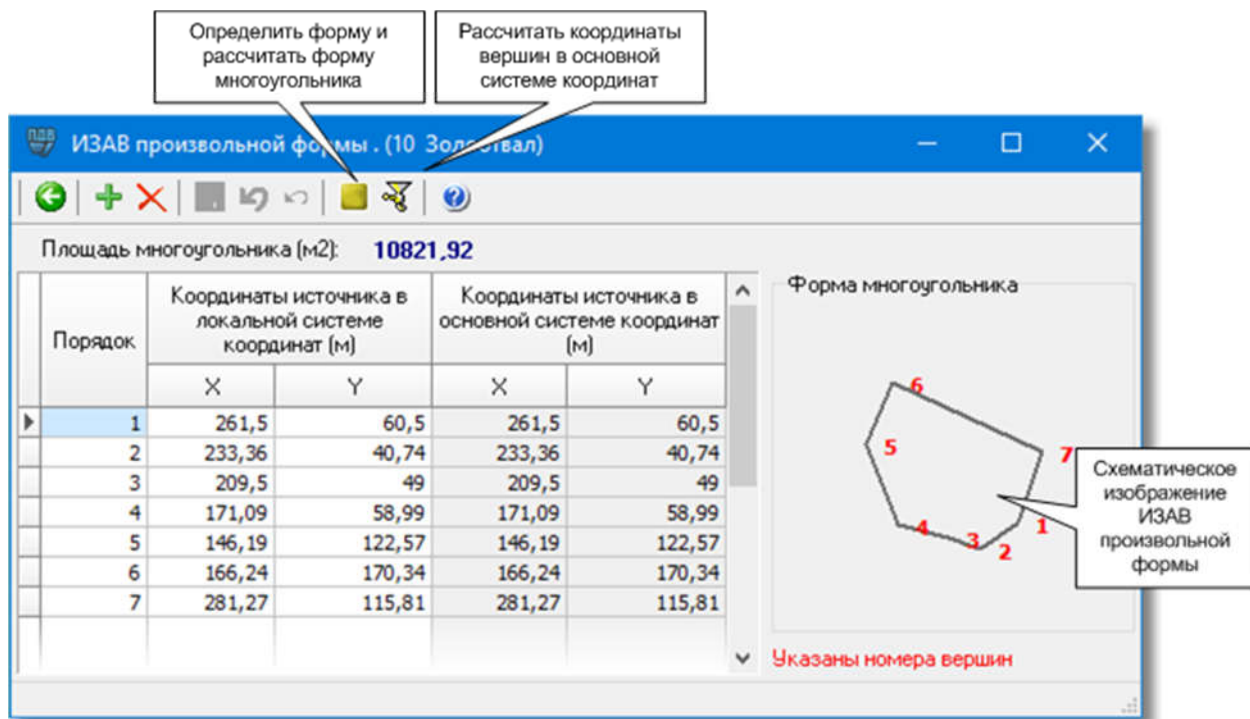 Определить форму и
рассчитать форму
многоугольника
Рассчитать координаты
вершин в основной
системе координат
ПДВ
ИЗАВ произвольной формы . (10 Золоотвал)
Площадь многоугольника (м2): 10821,92
Порядок
Координаты источника в
локальной системе
координат (м)
Координаты источника в
основной системе координат
(м)
X Y X Y
1 261,5 60,5 261,5 60,5
2 233,36 40,74 233,36 40,74
3 209,5 49 209,5 49
4 171,09 58,99 171,09 58,99
5 146,19 122,57 146,19 122,57
6 166,24 170,34 166,24 170,34
7 281,27 115,81 281,27 115,81
Форма многоугольника
6
5
7
4
3
2
1
Схематическое
изображение
ИЗАВ
произвольной
формы
Указаны номера вершин